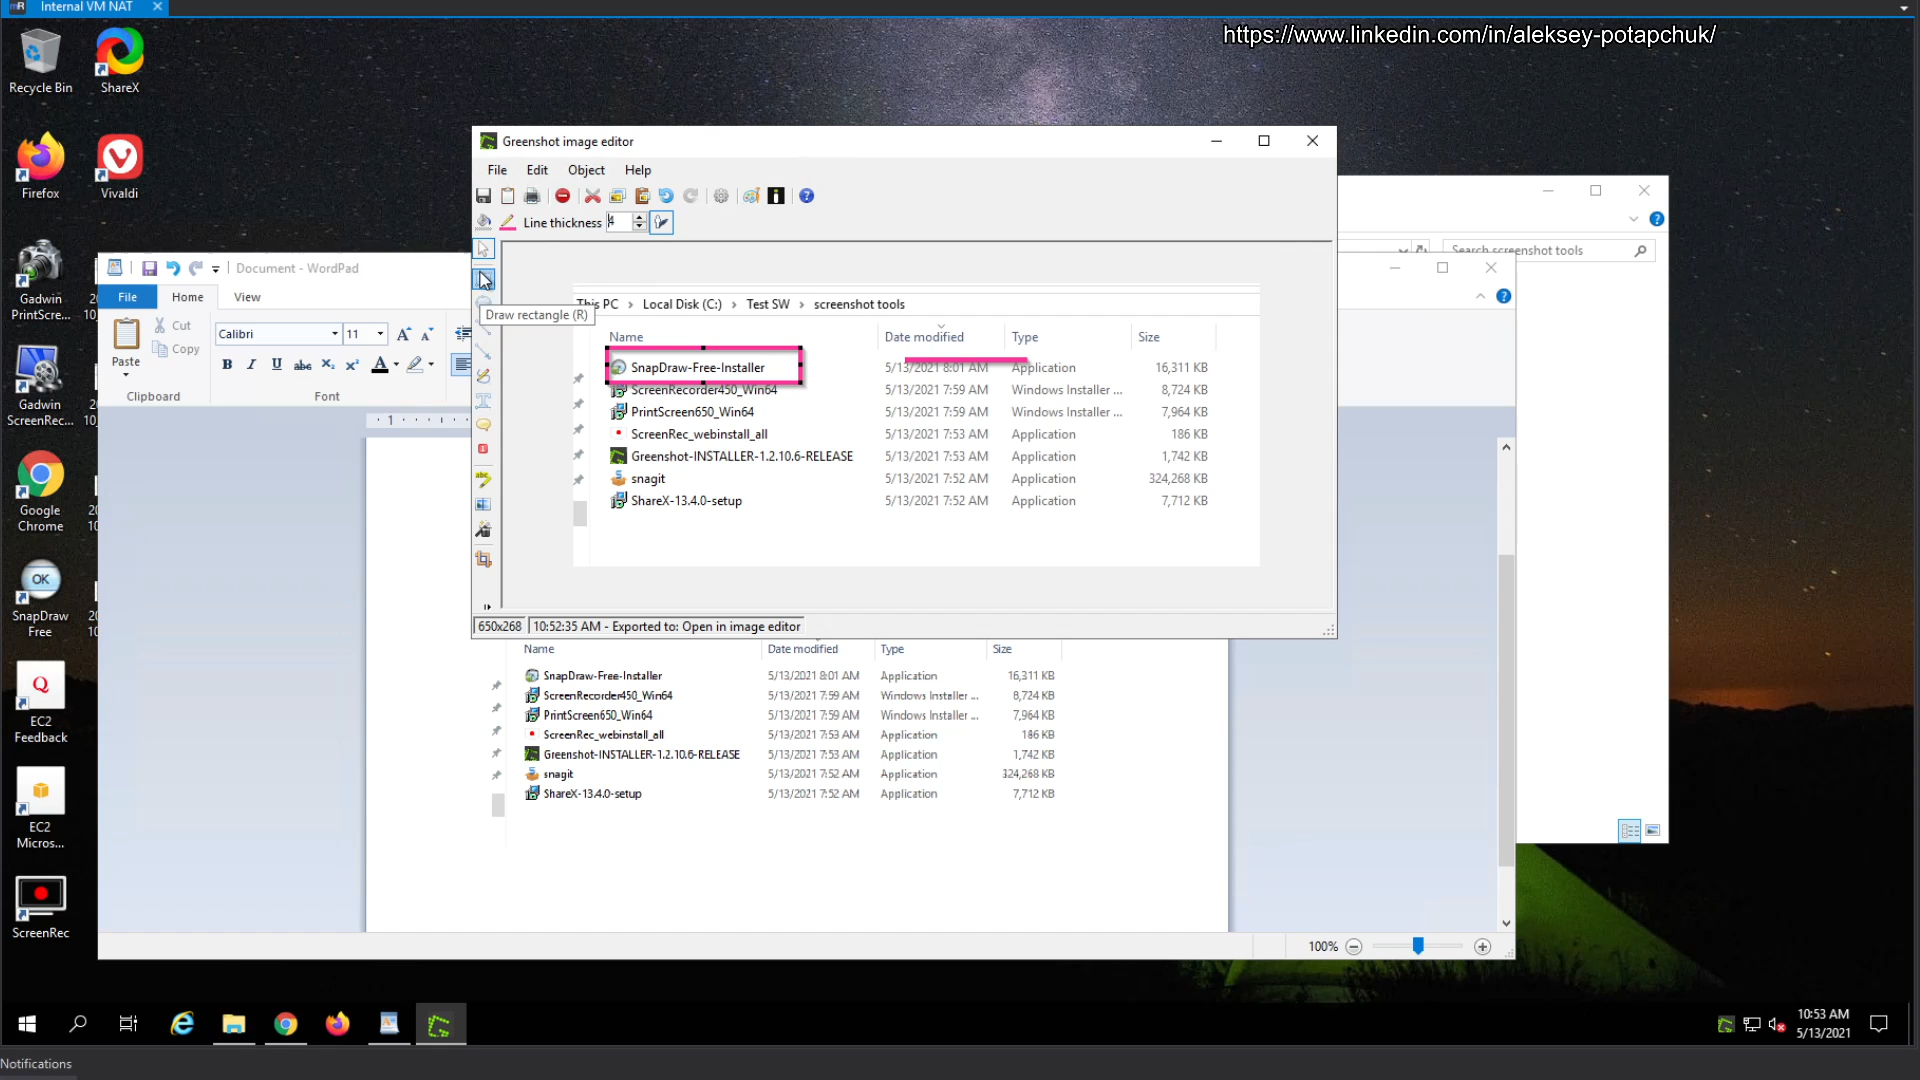 Internal VM NAT
https://www.linkedin.com/in/aleksey-potapchuk/
Recycle Bin
ShareX
Firefox
Vivaldi
Gadwin
PrintScre...
Gadwin
ScreenRec...
Google
Chrome
SnapDraw
Free
EC2
Feedback
EC2
Micros...
ScreenRec
Greenshot image editor
File Edit Object Help
Line thickness 4
Draw rectangle (R)
This PC > Local Disk (C:) > Test SW > screenshot tools
Name Date modified Type Size
SnapDraw-Free-Installer 5/13/2021 8:01 AM Application 16,311 KB
ScreenRecorder450_Win64 5/13/2021 7:59 AM Windows Installer ... 8,724 KB
PrintScreen650_Win64 5/13/2021 7:59 AM Windows Installer ... 7,964 KB
ScreenRec_webinstall_all 5/13/2021 7:53 AM Application 186 KB
Greenshot-INSTALLER-1.2.10.6-RELEASE 5/13/2021 7:53 AM Application 1,742 KB
snagit 5/13/2021 7:52 AM Application 324,268 KB
ShareX-13.4.0-setup 5/13/2021 7:52 AM Application 7,712 KB
650x268 10:52:35 AM - Exported to: Open in image editor
Search screenshot tools
Document - WordPad
File Home View
Paste
Cut
Copy
Clipboard
Calibri 11
Font
1
Name Date modified Type Size
SnapDraw-Free-Installer 5/13/2021 8:01 AM Application 16,311 KB
ScreenRecorder450_Win64 5/13/2021 7:59 AM Windows Installer ... 8,724 KB
PrintScreen650_Win64 5/13/2021 7:59 AM Windows Installer ... 7,964 KB
ScreenRec_webinstall_all 5/13/2021 7:53 AM Application 186 KB
Greenshot-INSTALLER-1.2.10.6-RELEASE 5/13/2021 7:53 AM Application 1,742 KB
snagit 5/13/2021 7:52 AM Application 324,268 KB
ShareX-13.4.0-setup 5/13/2021 7:52 AM Application 7,712 KB
100%
10:53 AM
5/13/2021
Notifications